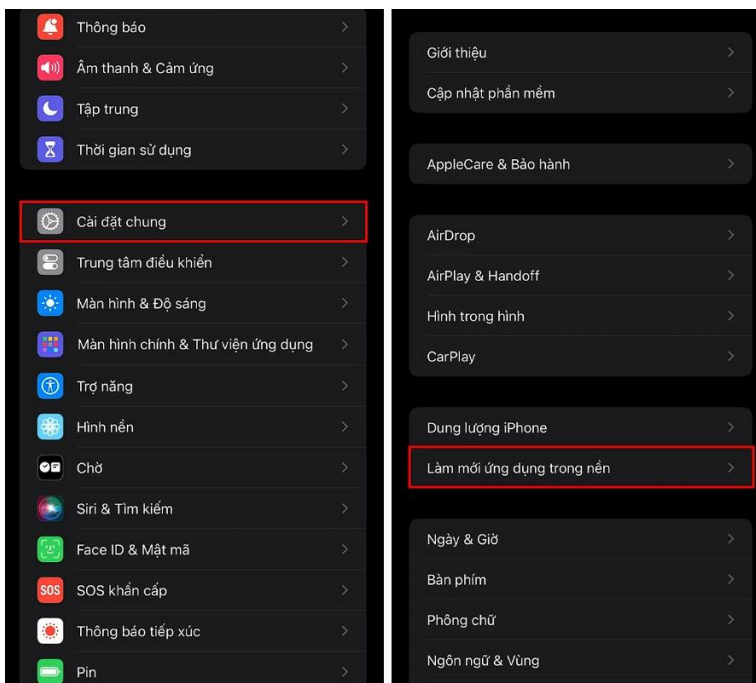 Thông báo
Âm thanh & Cảm ứng
Tập trung
Thời gian sử dụng
Cài đặt chung
Trung tâm điều khiển
Màn hình & Độ sáng
Màn hình chính & Thư viện ứng dụng
Trợ năng
Hình nền
Chờ
Siri & Tìm kiếm
Face ID & Mật mã
SOS SOS khẩn cấp
Thông báo tiếp xúc
Pin
Giới thiệu
Cập nhật phần mềm
AppleCare & Bảo hành
AirDrop
AirPlay & Handoff
Hình trong hình
CarPlay
Dung lượng iPhone
Làm mới ứng dụng trong nền
Ngày & Giờ
Bàn phím
Phông chữ
Ngôn ngữ & Vùng